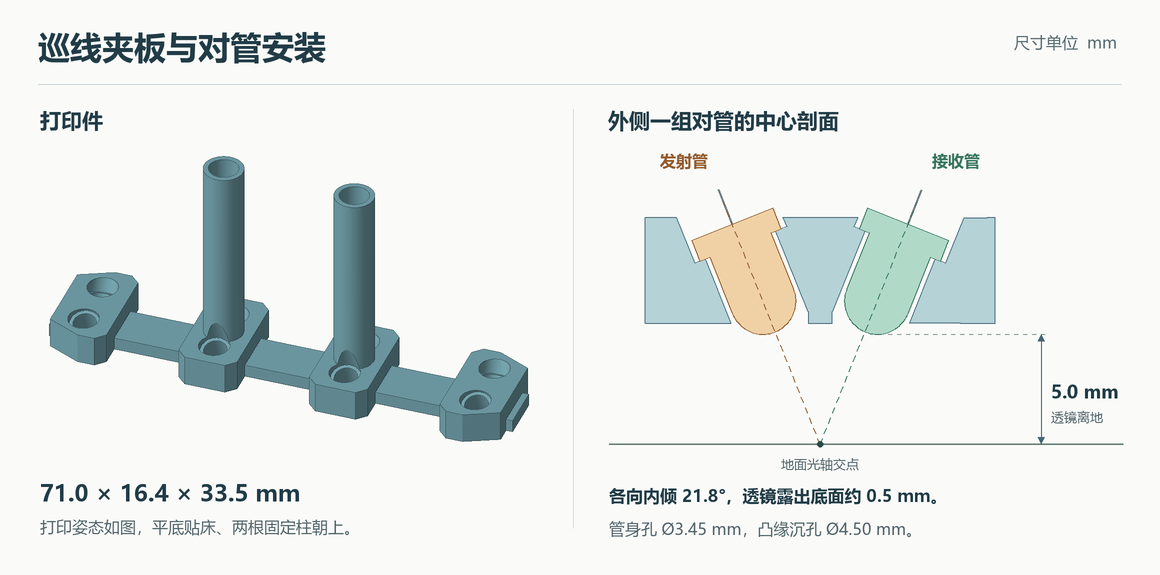 巡线夹板与对管安装
尺寸单位 mm
打印件
71.0 × 16.4 × 33.5 mm
打印姿态如图，平底贴床、两根固定柱朝上。
外侧一组对管的中心剖面
发射管
接收管
5.0 mm
透镜离地
地面光轴交点
各向内倾 21.8°，透镜露出底面约 0.5 mm。
管身孔 Ø3.45 mm，凸缘沉孔 Ø4.50 mm。